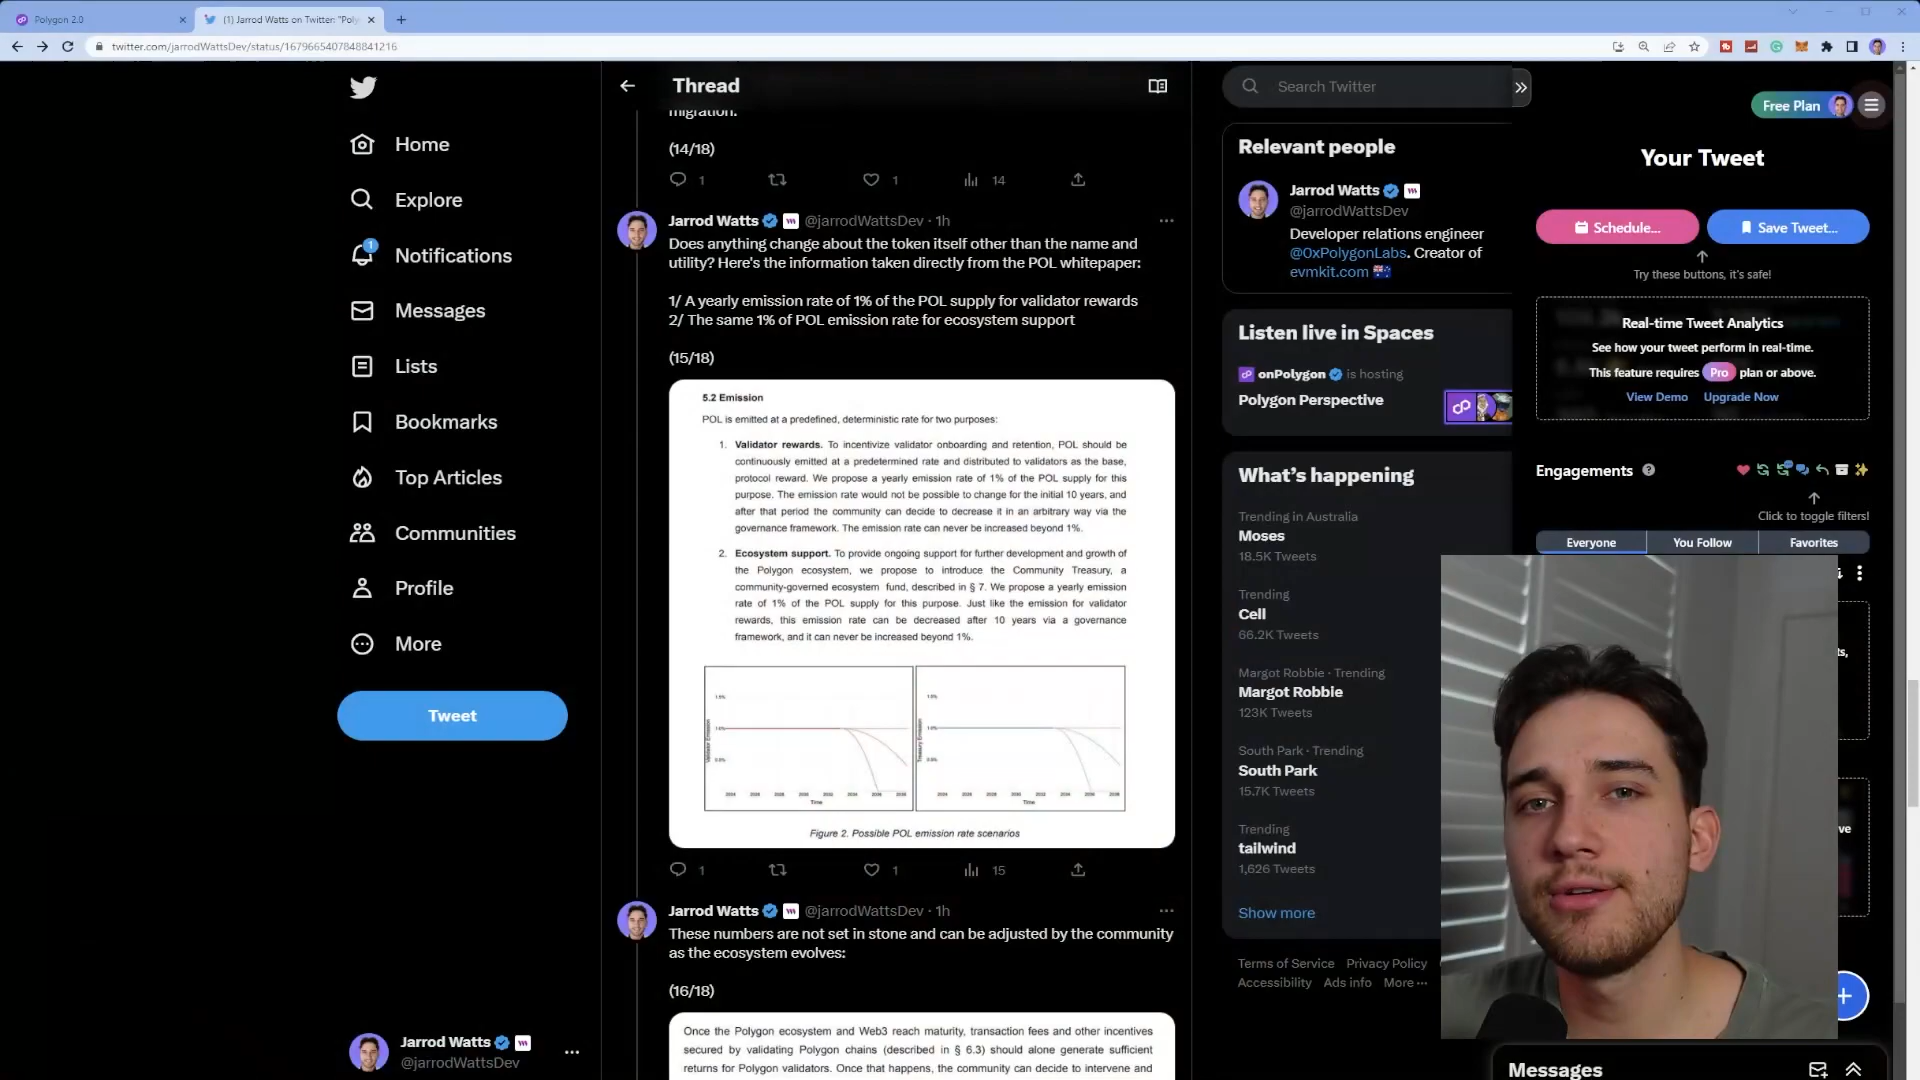 Polygon 2.0
(1) Jarrod Watts on Twitter: "Poly
twitter.com/jarrodWattsDev/status/1679665407848841216
Home
Explore
1
Notifications
Messages
Lists
Bookmarks
Top Articles
Communities
Profile
More
Tweet
Jarrod Watts
@jarrodWattsDev
Thread
migration.
(14/18)
1
1
14
Jarrod Watts @jarrodWattsDev · 1h
Does anything change about the token itself other than the name and
utility? Here's the information taken directly from the POL whitepaper:
1/ A yearly emission rate of 1% of the POL supply for validator rewards
2/ The same 1% of POL emission rate for ecosystem support
(15/18)
5.2 Emission
POL is emitted at a predefined, deterministic rate for two purposes:
1. Validator rewards. To incentivize validator onboarding and retention, POL should be
continuously emitted at a predetermined rate and distributed to validators as the base,
protocol reward. We propose a yearly emission rate of 1% of the POL supply for this
purpose. The emission rate would not be possible to change for the initial 10 years, and
after that period the community can decide to decrease it in an arbitrary way via the
governance framework. The emission rate can never be increased beyond 1%.
2. Ecosystem support. To provide ongoing support for further development and growth of
the Polygon ecosystem, we propose to introduce the Community Treasury, a
community-governed ecosystem fund, described in § 7. We propose a yearly emission
rate of 1% of the POL supply for this purpose. Just like the emission for validator
rewards, this emission rate can be decreased after 10 years via a governance
framework, and it can never be increased beyond 1%.
Validator Emission
Time
Treasury Emission
Time
Figure 2. Possible POL emission rate scenarios
1
1
15
Jarrod Watts @jarrodWattsDev · 1h
These numbers are not set in stone and can be adjusted by the community
as the ecosystem evolves:
(16/18)
Once the Polygon ecosystem and Web3 reach maturity, transaction fees and other incentives
secured by validating Polygon chains (described in § 6.3) should alone generate sufficient
returns for Polygon validators. Once that happens, the community can decide to intervene and
Search Twitter
Relevant people
Jarrod Watts
@jarrodWattsDev
Developer relations engineer
@0xPolygonLabs. Creator of
evmkit.com
Listen live in Spaces
onPolygon is hosting
Polygon Perspective
What's happening
Trending in Australia
Moses
18.5K Tweets
Trending
Cell
66.2K Tweets
Margot Robbie · Trending
Margot Robbie
123K Tweets
South Park · Trending
South Park
15.7K Tweets
Trending
tailwind
1,626 Tweets
Show more
Terms of Service Privacy Policy
Accessibility Ads info More
Free Plan
Your Tweet
Schedule...
Save Tweet...
Try these buttons, it's safe!
Real-time Tweet Analytics
See how your tweet perform in real-time.
This feature requires Pro plan or above.
View Demo Upgrade Now
Engagements
Click to toggle filters!
Everyone You Follow Favorites
Messages